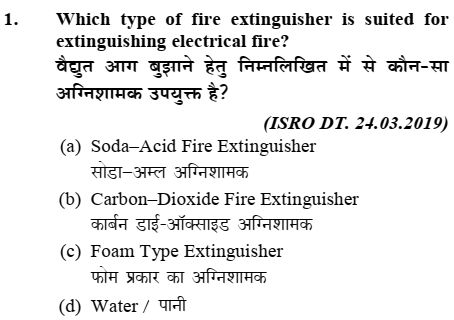 1. Which type of fire extinguisher is suited for
extinguishing electrical fire?
वैद्युत आग बुझाने हेतु निम्नलिखित में से कौन-सा
अग्निशामक उपयुक्त है?
(ISRO DT. 24.03.2019)
(a) Soda–Acid Fire Extinguisher
सोडा–अम्ल अग्निशामक
(b) Carbon–Dioxide Fire Extinguisher
कार्बन डाई-ऑक्साइड अग्निशामक
(c) Foam Type Extinguisher
फोम प्रकार का अग्निशामक
(d) Water / पानी